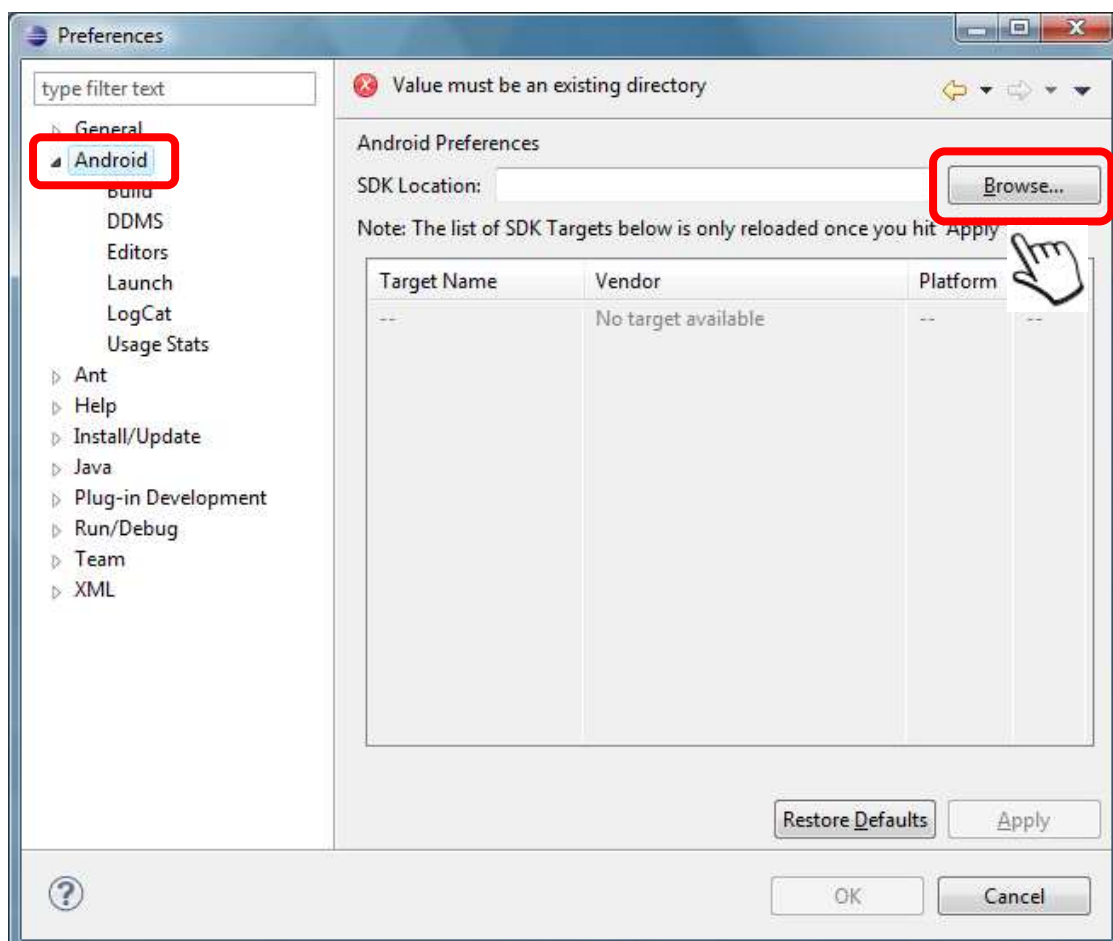 Preferences
type filter text
Value must be an existing directory
General
Android
Build
DDMS
Editors
Launch
LogCat
Usage Stats
Ant
Help
Install/Update
Java
Plug-in Development
Run/Debug
Team
XML
Android Preferences
SDK Location:
Browse...
Note: The list of SDK Targets below is only reloaded once you hit 'Apply
Target Name Vendor Platform
-- No target available -- --
Restore Defaults Apply
? OK Cancel